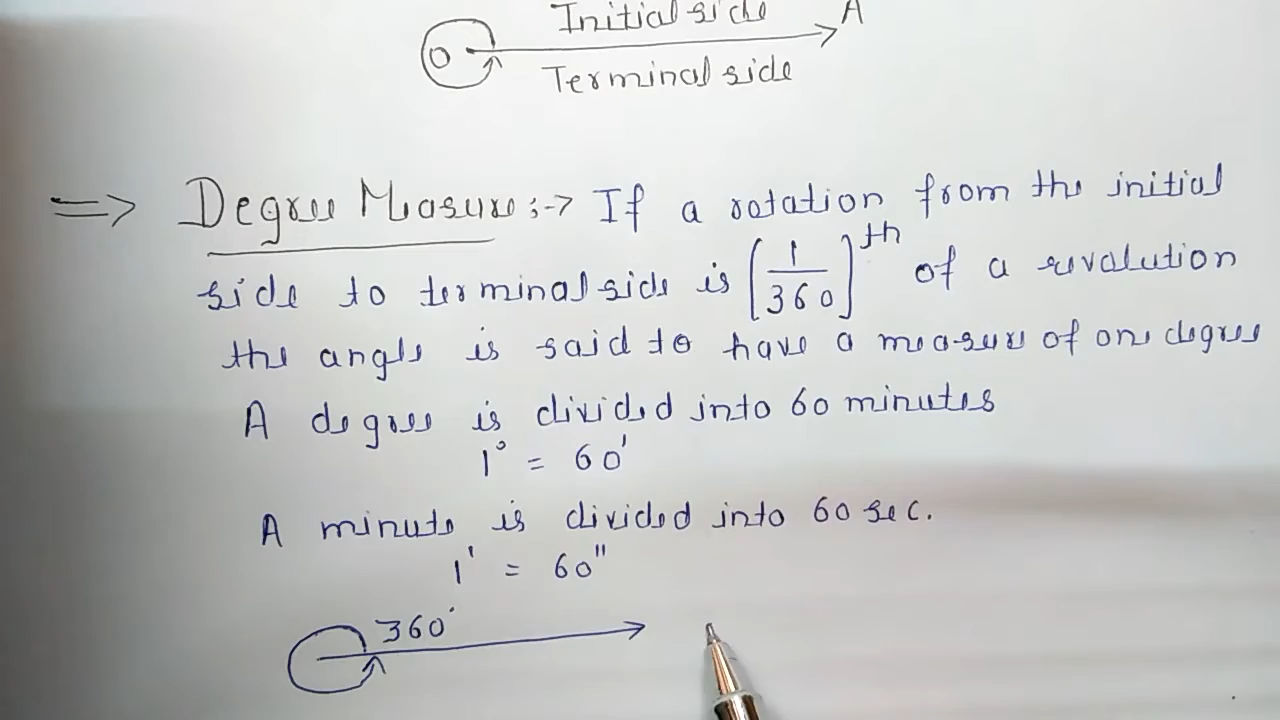 Initial side A
O
Terminal side
=> Degree Measure :-> If a rotation from the initial
side to terminal side is [1/360]th of a revalution
the angle is said to have a measure of one degree
A degree is divided into 60 minutes
1° = 60'
A minute is divided into 60 sec.
1' = 60"
360°